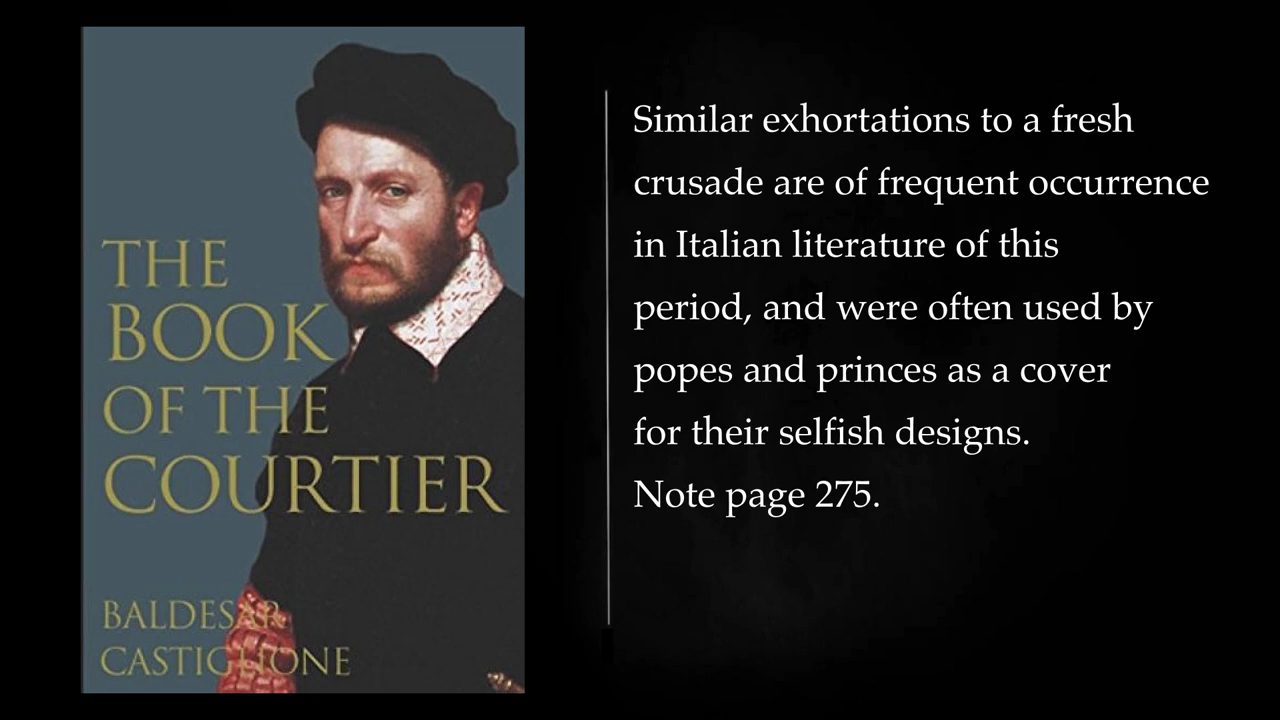 THE
BOOK
OF THE
COURTIER
BALDESAR
CASTIGLIONE
Similar exhortations to a fresh
crusade are of frequent occurrence
in Italian literature of this
period, and were often used by
popes and princes as a cover
for their selfish designs.
Note page 275.